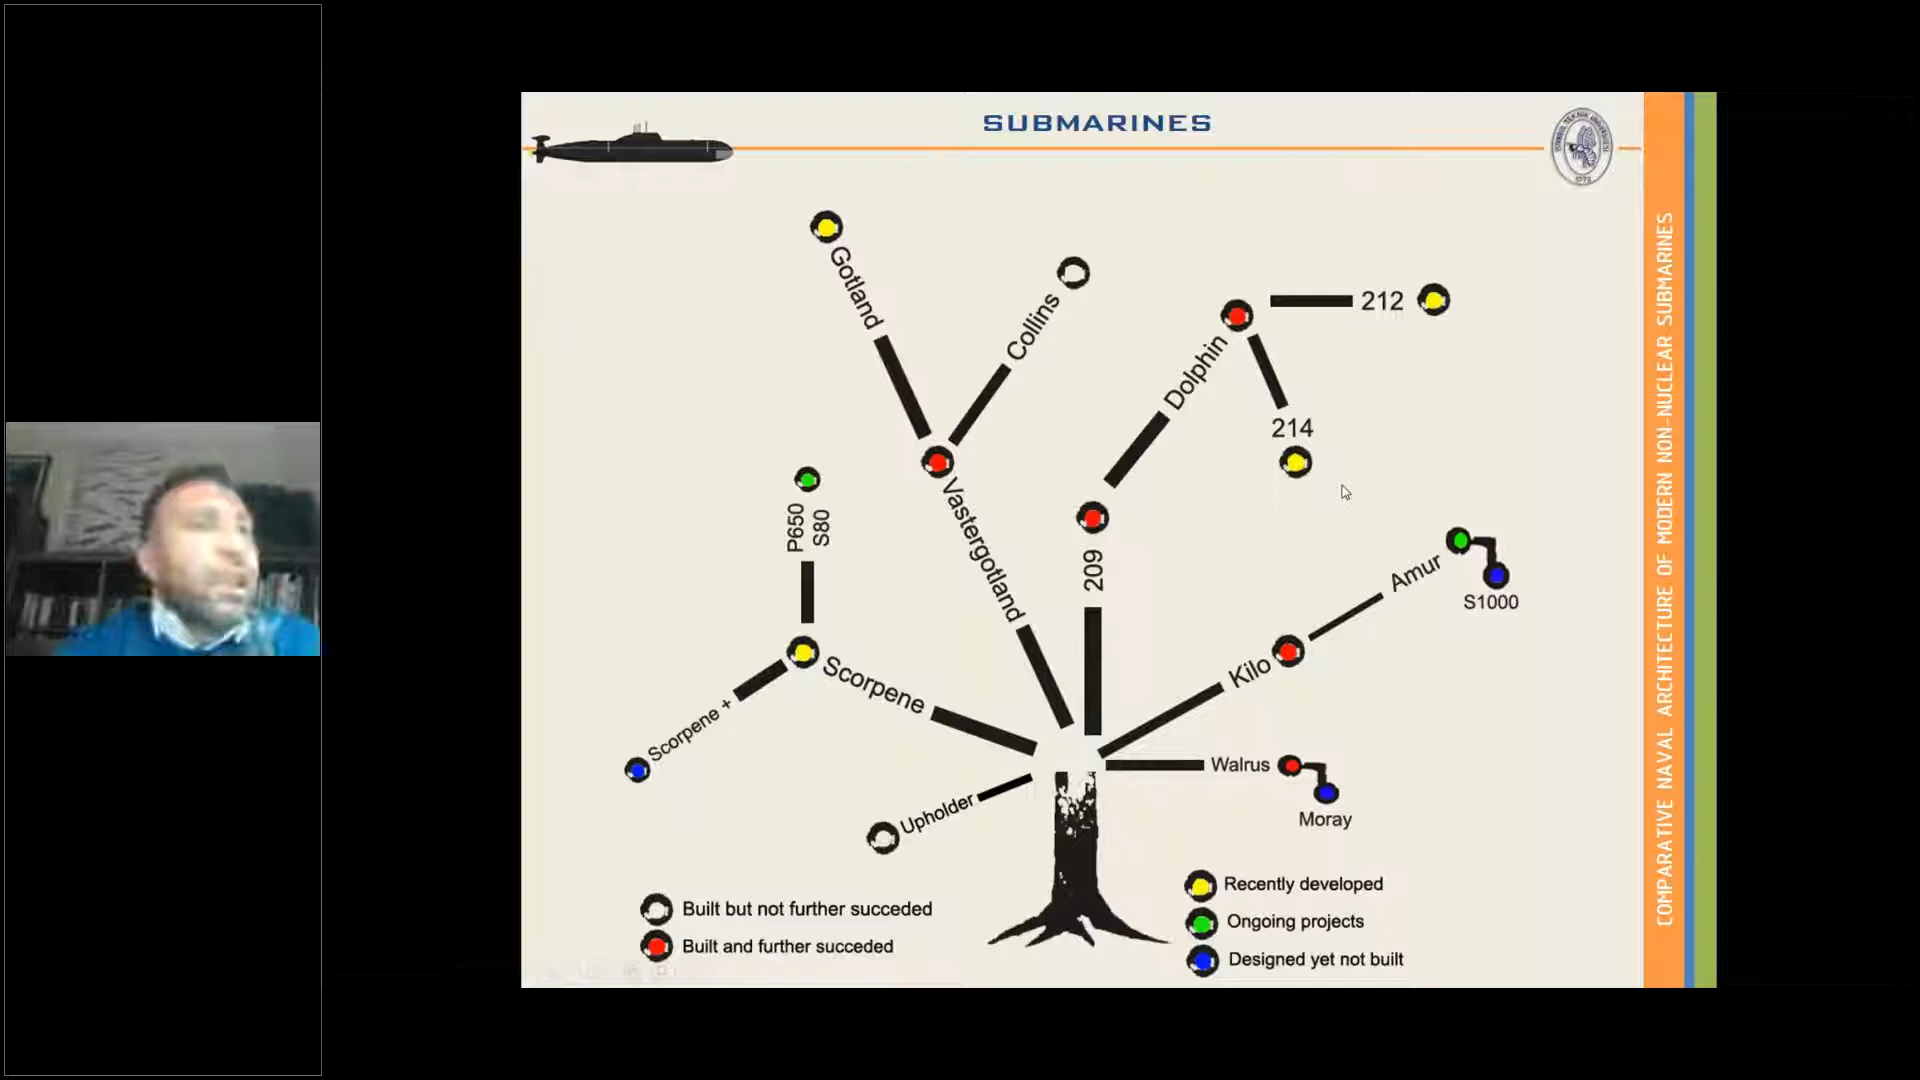 SUBMARINES
Gotland
Collins
212
Dolphin
214
P650
S80
Vastergotland
209
Amur
S1000
Scorpene
Kilo
Scorpene +
Walrus
Moray
Upholder
Built but not further succeded
Built and further succeded
Recently developed
Ongoing projects
Designed yet not built
COMPARATIVE NAVAL ARCHITECTURE OF MODERN NON-NUCLEAR SUBMARINES
1773